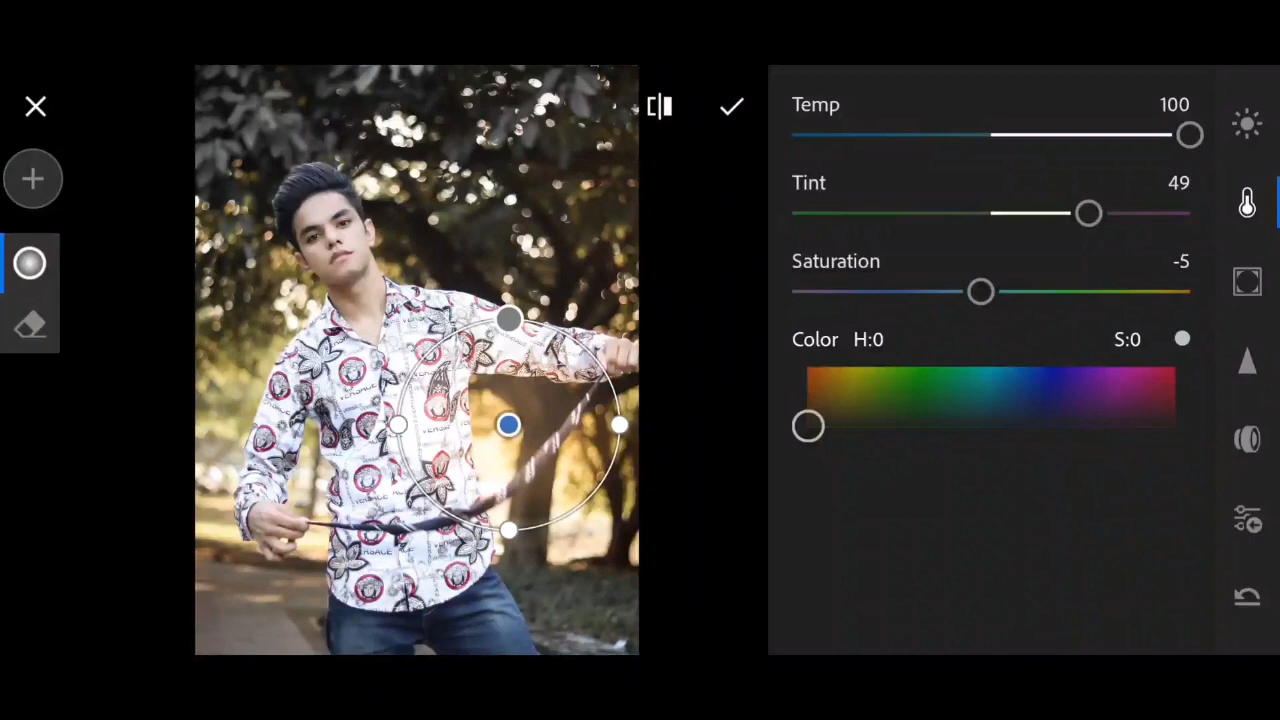 Temp 100
Tint 49
Saturation -5
Color H:0 S:0
VERSACE